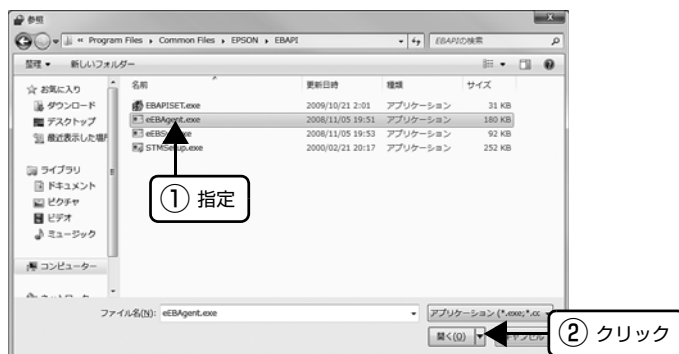 参照
« Program Files ▸ Common Files ▸ EPSON ▸ EBAPI
EBAPIの検索
整理 ▼ 新しいフォルダー
名前 更新日時 種類 サイズ
お気に入り
ダウンロード
デスクトップ
最近表示した場所
ライブラリ
ドキュメント
ピクチャ
ビデオ
ミュージック
コンピューター
EBAPISET.exe 2009/10/21 2:01 アプリケーション 31 KB
eEBAgent.exe 2008/11/05 19:51 アプリケーション 180 KB
2008/11/05 19:53 アプリケーション 92 KB
STMSetup.exe 2000/02/21 20:17 アプリケーション 252 KB
① 指定
ファイル名(N): eEBAgent.exe
アプリケーション (*.exe;*.cc
開く(O)
② クリック